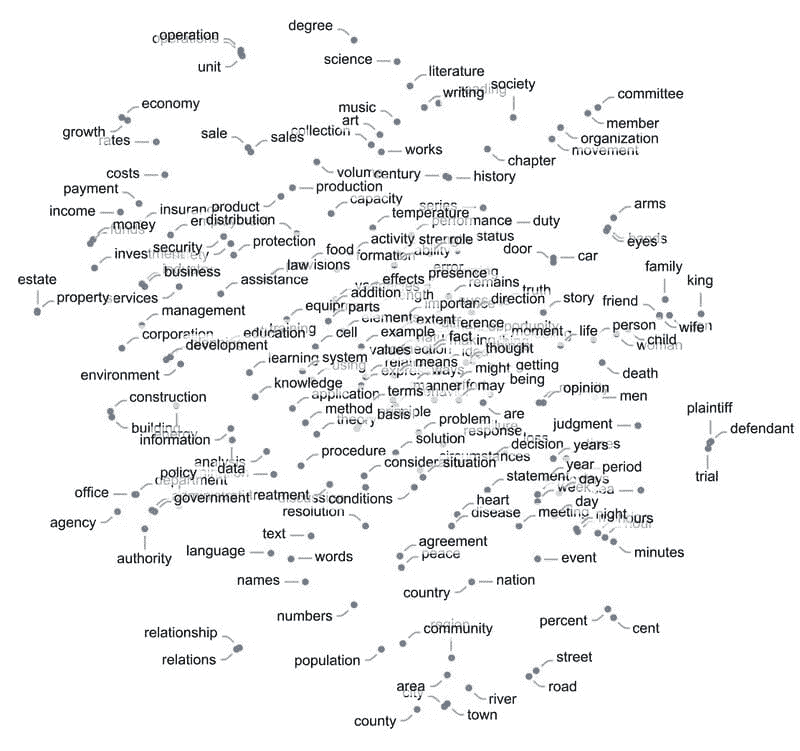 degree
operation
operations
unit
science
literature
writing
reading
society
economy
committee
music
growth
art
member
rates
sale
sales
collection
works
organization
movement
chapter
costs
volume
century
history
payment
production
capacity
income
insurance
product
series
arms
money
funds
distribution
temperature
performance
duty
eyes
hands
security
protection
activity
role
status
investment
food
formation
ability
door
car
law
error
family
business
estate
assistance
effects
presence
remains
truth
king
property
services
addition
parts
importance
direction
story
friend
management
extent
difference
opportunity
person
wife
corporation
education
training
cell
example
fact
moment
life
child
woman
development
values
thought
learning
system
using
means
environment
knowledge
ways
might
getting
death
being
application
terms
manner
may
opinion
men
construction
method
basis
principle
are
plaintiff
building
theory
problem
judgment
defendant
information
energy
solution
response
procedure
decision
years
analysis
data
consider
situation
circumstances
trial
policy
department
year
period
statement
days
office
government
treatment
conditions
heart
week
day
agency
resolution
disease
meeting
night
hours
hour
authority
text
agreement
language
words
peace
event
minutes
names
country
nation
numbers
percent
cent
relationship
region
community
relations
population
street
area
road
city
river
county
town